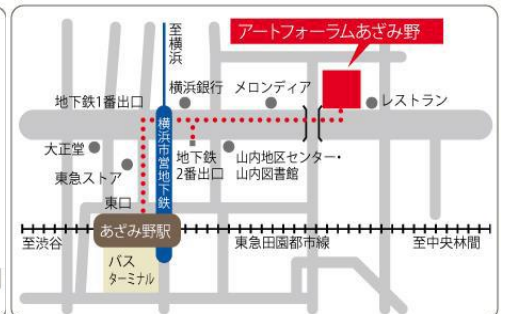 至横浜
アートフォーラムあざみ野
横浜銀行
メロンディア
地下鉄1番出口
レストラン
横浜市営地下鉄
大正堂
地下鉄
2番出口
山内地区センター・
山内図書館
東急ストア
東口
あざみ野駅
至渋谷
東急田園都市線
至中央林間
バス
ターミナル